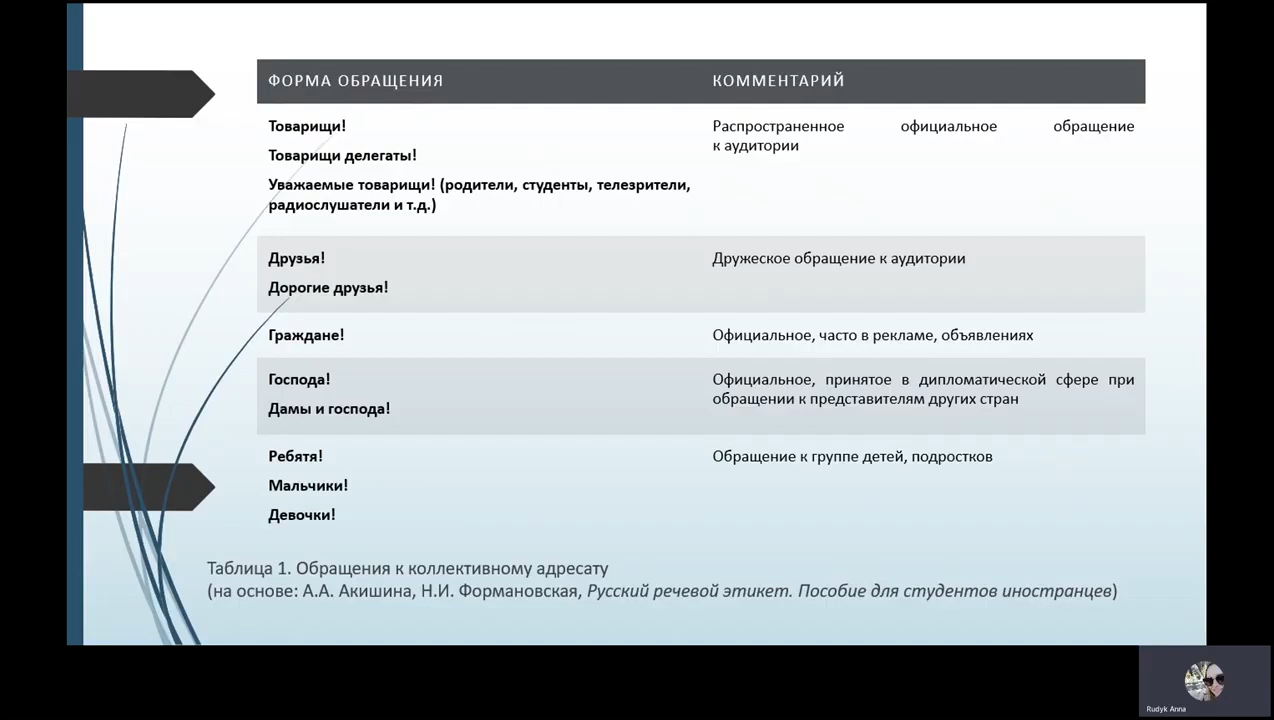 ФОРМА ОБРАЩЕНИЯ
КОММЕНТАРИЙ
Товарищи!
Товарищи делегаты!
Уважаемые товарищи! (родители, студенты, телезрители,
радиослушатели и т.д.)
Распространенное официальное обращение
к аудитории
Друзья!
Дорогие друзья!
Дружеское обращение к аудитории
Граждане!
Официальное, часто в рекламе, объявлениях
Господа!
Дамы и господа!
Официальное, принятое в дипломатической сфере при
обращении к представителям других стран
Ребятя!
Мальчики!
Девочки!
Обращение к группе детей, подростков
Таблица 1. Обращения к коллективному адресату
(на основе: А.А. Акишина, Н.И. Формановская, Русский речевой этикет. Пособие для студентов иностранцев)
Rudyk Anna